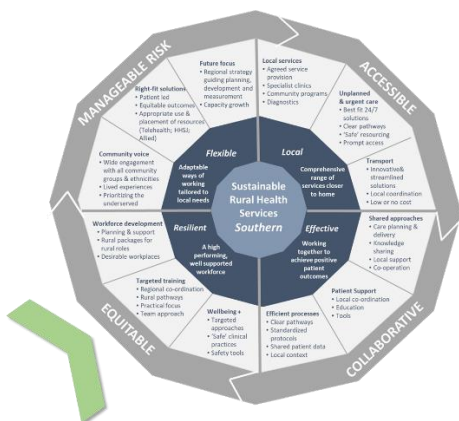 MANAGEABLE RISK
ACCESSIBLE
COLLABORATIVE
EQUITABLE
Future focus
• Regional strategy
guiding planning,
development
and measurement
• Capacity growth
Local services
• Agreed service
provision
• Specialist clinics
• Community programs
• Diagnostics
Right-fit solutions
• Patient led
• Equitable outcomes
• Appropriate use &
placement of resources
(Telehealth; HHSJ;
Allied)
Unplanned
& urgent care
• Best fit 24/7
solutions
• Clear pathways
• 'Safe' resourcing
• Prompt access
Community voice
• Wide engagement
with all community
groups & ethnicities
• Lived experiences
• Prioritizing the
underserved
Transport
• Innovative&
streamlined
solutions
• Local coordination
• Low or no cost
Flexible
Adaptable
ways of
working
tailored to
local needs
Local
Comprehensive
range of
services closer
to home
Sustainable
Rural Health
Services
Southern
Resilient
A high
performing,
well supported
workforce
Effective
Working
together to
achieve positive
patient
outcomes
Workforce development
• Planning & support
• Rural packages for
rural roles
• Desirable workplaces
Shared approaches
• Care planning &
delivery
• Knowledge
sharing
• Local support
• Co-operation
Targeted training
• Regional co-ordination
• Rural pathways
• Practical focus
• Team approach
Patient Support
• Local co-ordination
• Education
• Tools
Wellbeing +
• Targeted
approaches
• 'Safe' clinical
practices
• Safety tools
Efficient processes
• Clear pathways
• Standardized
protocols
• Shared patient data
• Local context